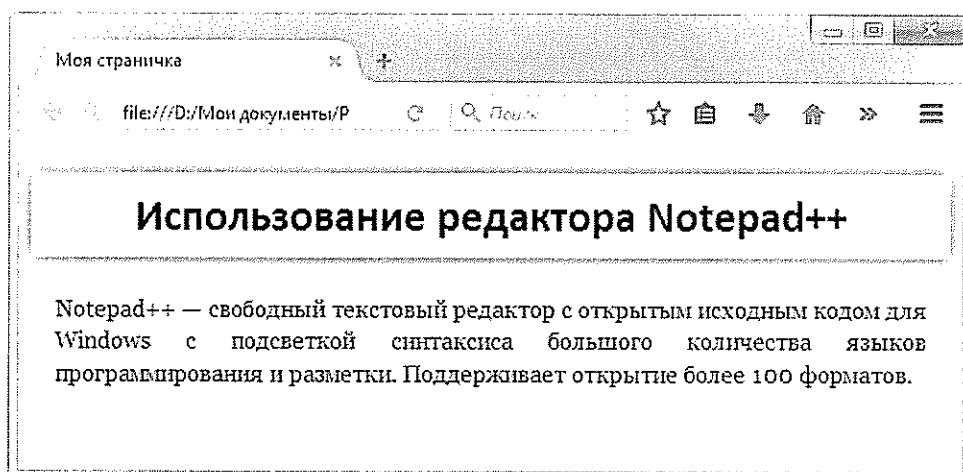 Моя страничка
file:///D:/Мои документы/Р
Поиск
Использование редактора Notepad++
Notepad++ — свободный текстовый редактор с открытым исходным кодом для
Windows с подсветкой синтаксиса большого количества языков
программирования и разметки. Поддерживает открытие более 100 форматов.